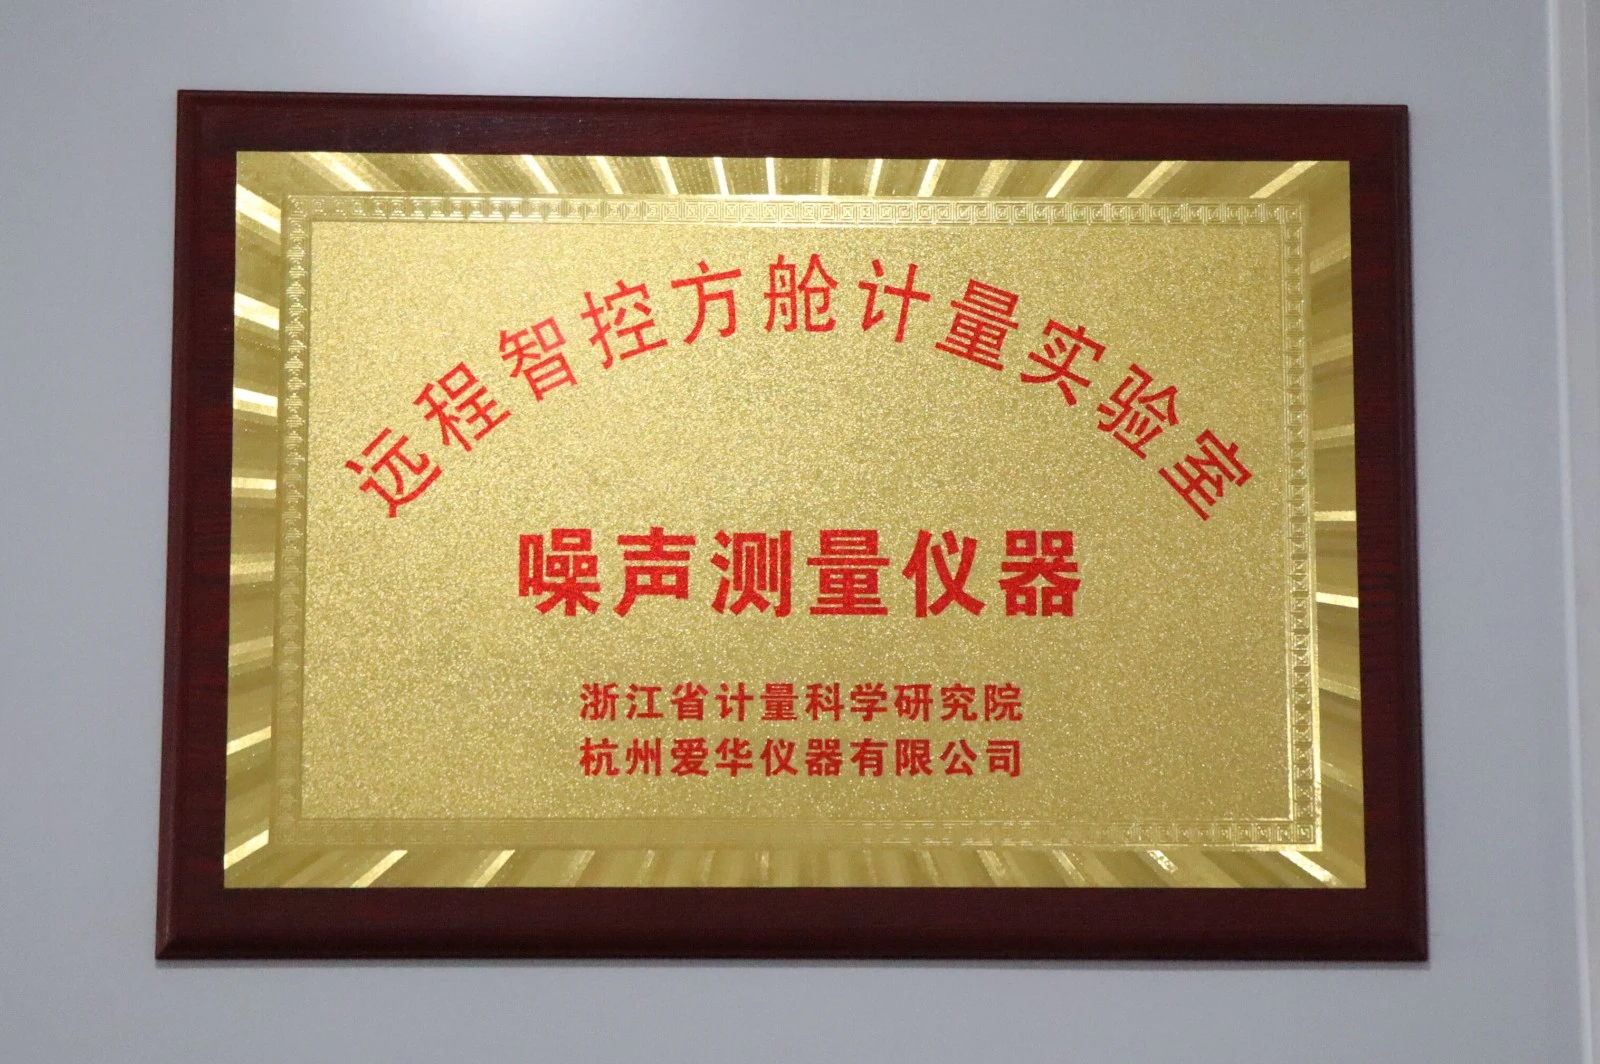 远程智控方舱计量实验室
噪声测量仪器
浙江省计量科学研究院
杭州爱华仪器有限公司